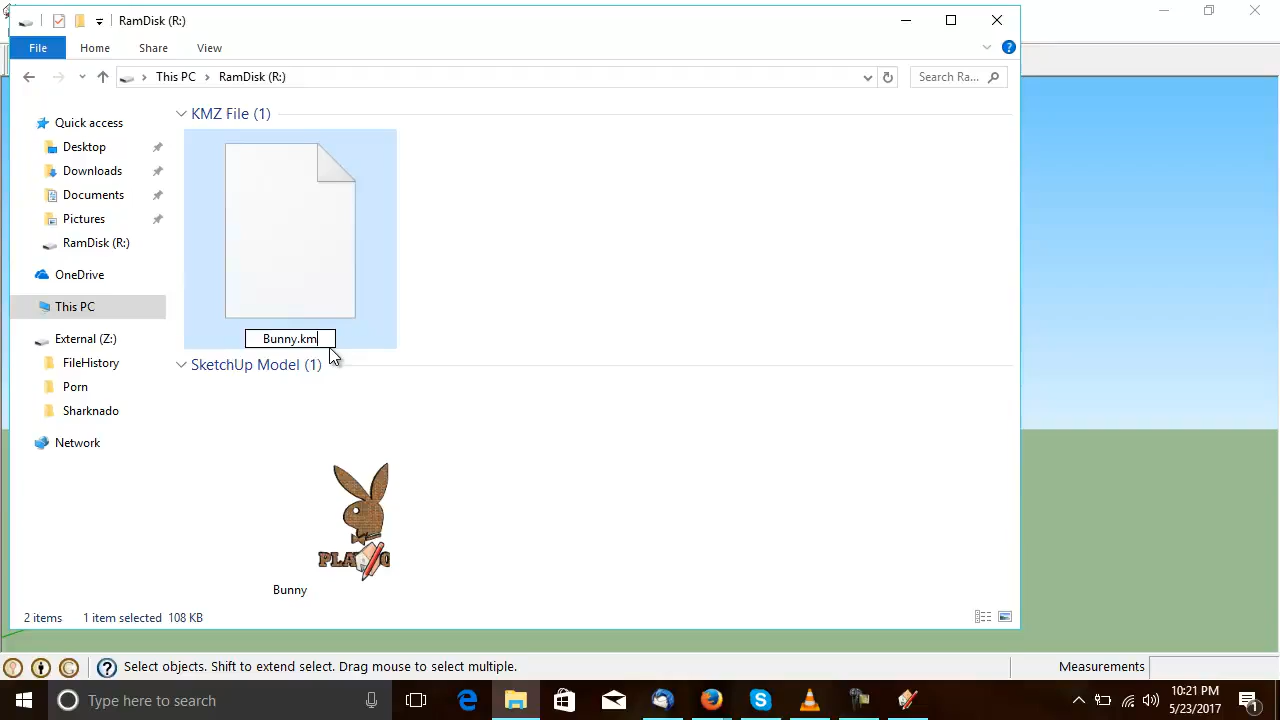 RamDisk (R:)
File Home Share View
This PC RamDisk (R:) Search Ra...
Quick access
Desktop
Downloads
Documents
Pictures
RamDisk (R:)
OneDrive
This PC
External (Z:)
FileHistory
Porn
Sharknado
Network
KMZ File (1)
Bunny.km
SketchUp Model (1)
Bunny
2 items 1 item selected 108 KB
Select objects. Shift to extend select. Drag mouse to select multiple. Measurements
Type here to search
10:21 PM
5/23/2017